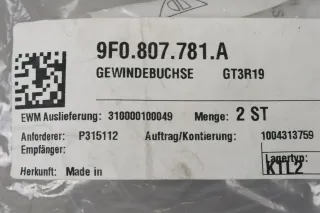 9F0.807.781.A
GEWINDEBUCHSE GT3R19
EWM Auslieferung: 310000100049 Menge: 2 ST
Anforderer: P315112 Auftrag/Kontierung: 1004313759
Empfänger:
Lagertyp:
Herkunft: Made in KTL2